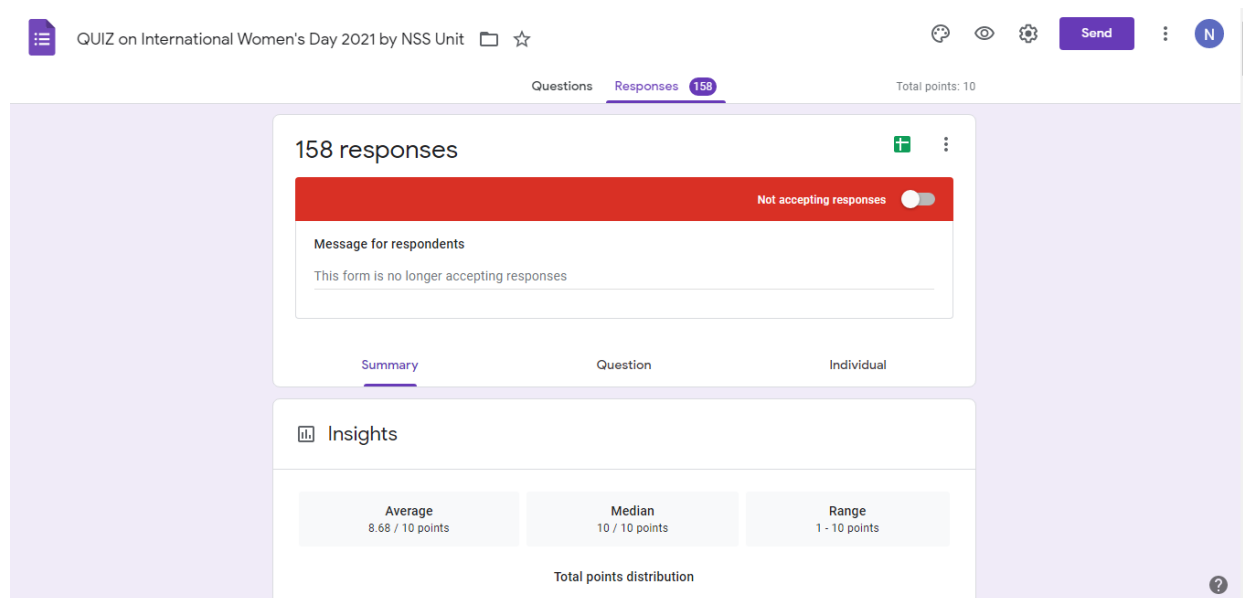 QUIZ on International Women's Day 2021 by NSS Unit
Send
N
Questions Responses 158
Total points: 10
158 responses
Not accepting responses
Message for respondents
This form is no longer accepting responses
Summary Question Individual
Insights
Average Median Range
8.68 / 10 points 10 / 10 points 1 - 10 points
Total points distribution
?